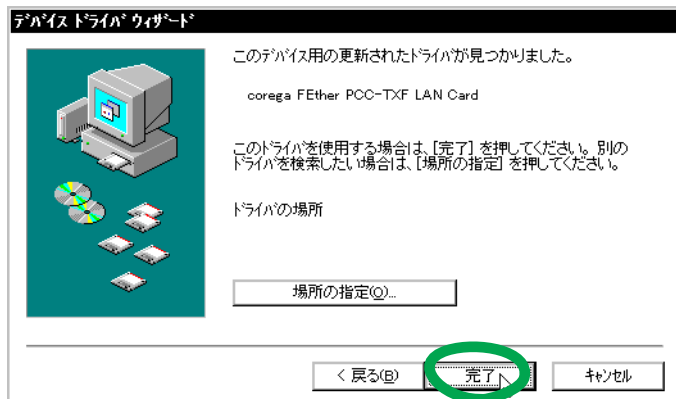 ﾃﾞﾊﾞｲｽ ﾄﾞﾗｲﾊﾞ ｳｨｻﾞｰﾄﾞ
このﾃﾞﾊﾞｲｽ用の更新されたﾄﾞﾗｲﾊﾞが見つかりました。
corega FEther PCC-TXF LAN Card
このﾄﾞﾗｲﾊﾞを使用する場合は、[完了] を押してください。別の
ﾄﾞﾗｲﾊﾞを検索したい場合は、[場所の指定] を押してください。
ﾄﾞﾗｲﾊﾞの場所
場所の指定(O)...
< 戻る(B)
完了
ｷｬﾝｾﾙ